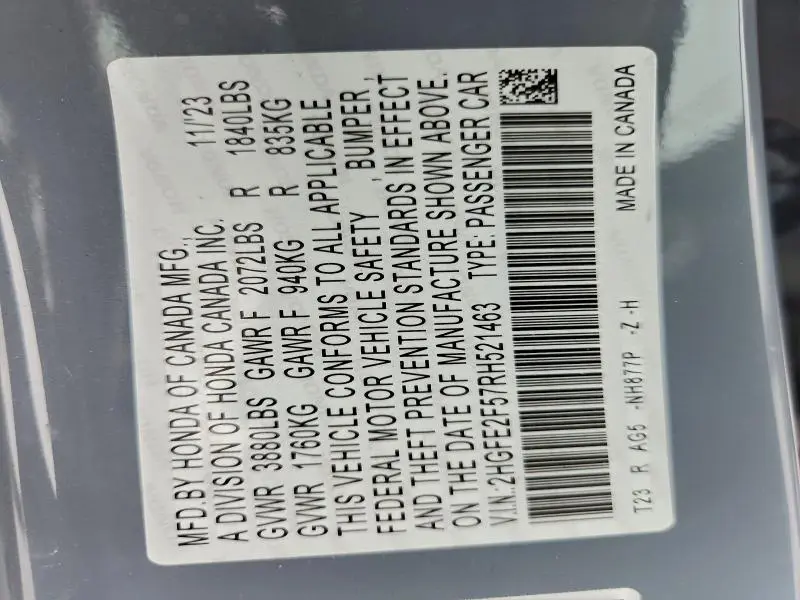 MFD.BY HONDA OF CANADA MFG., 11/23
A DIVISION OF HONDA CANADA INC.
GVWR 3880LBS GAWR F 2072LBS R 1840LBS
GVWR 1760KG GAWR F 940KG R 835KG
THIS VEHICLE CONFORMS TO ALL APPLICABLE
FEDERAL MOTOR VEHICLE SAFETY , BUMPER ,
AND THEFT PREVENTION STANDARDS IN EFFECT
ON THE DATE OF MANUFACTURE SHOWN ABOVE.
V.I.N.:2HGFE2F57RH521463 TYPE: PASSENGER CAR
T23 R AG5 -NH877P -Z -H MADE IN CANADA